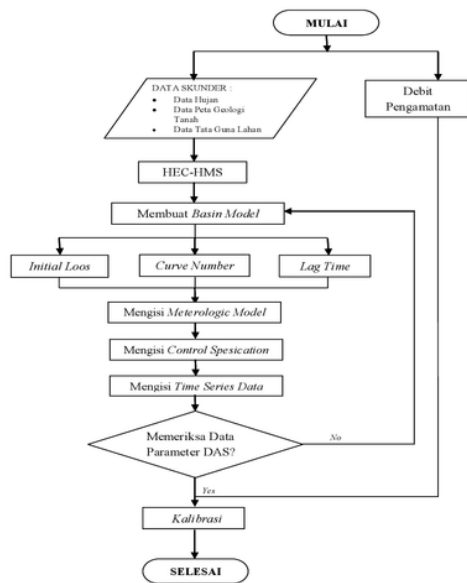 MULAI
DATA SKUNDER :
• Data Hujan
• Data Peta Geologi
Tanah
• Data Tata Guna Lahan
Debit
Pengamatan
HEC-HMS
Membuat Basin Model
Initial Loos
Curve Number
Lag Time
Mengisi Meterologic Model
Mengisi Control Spesication
Mengisi Time Series Data
Memeriksa Data
Parameter DAS?
No
Yes
Kalibrasi
SELESAI